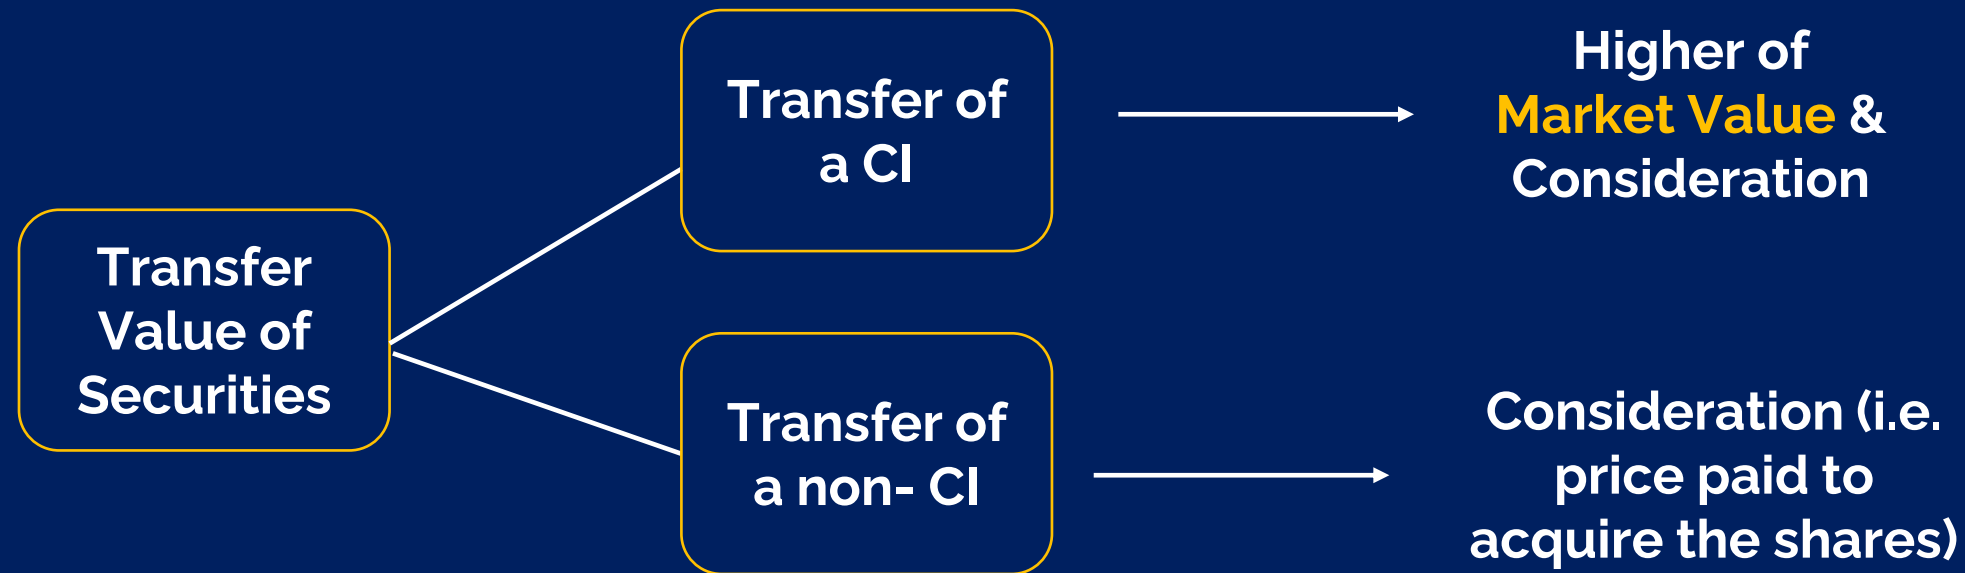 Transfer
Value of
Securities
Transfer of
a CI
Higher of
Market Value &
Consideration
Transfer of
a non- CI
Consideration (i.e.
price paid to
acquire the shares)